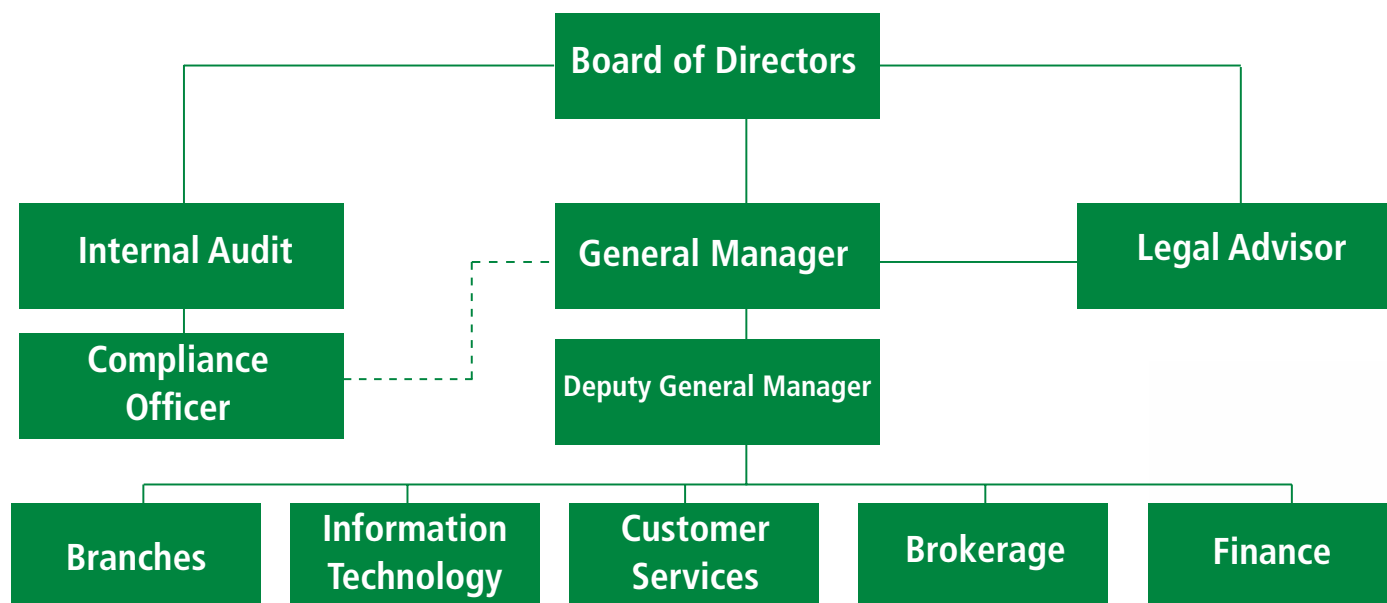 Board of Directors
Internal Audit
General Manager
Legal Advisor
Compliance
Officer
Deputy General Manager
Branches
Information
Technology
Customer
Services
Brokerage
Finance